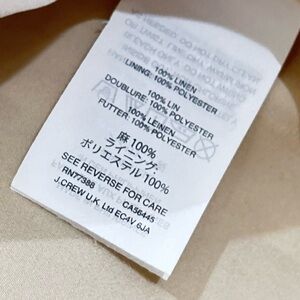 100% LINEN
LINING: 100% POLYESTER
100% LIN
DOUBLURE: 100% POLYESTER
100% LEINEN
FUTTER: 100% POLYESTER
麻 100%
ライニング:
ポリエステル 100%
SEE REVERSE FOR CARE
RN77388 CA56445
J.CREW U.K. Ltd EC4V 6JA